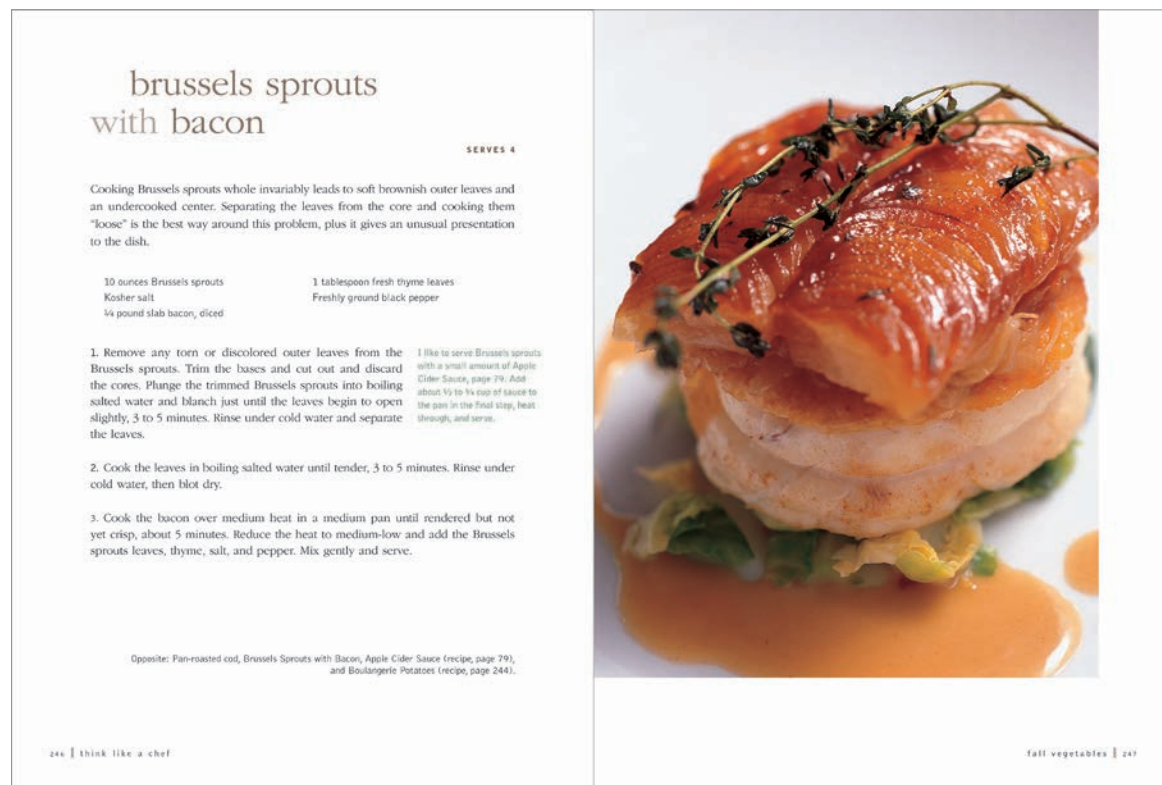 brussels sprouts
with bacon
SERVES 4
Cooking Brussels sprouts whole invariably leads to soft brownish outer leaves and
an undercooked center. Separating the leaves from the core and cooking them
“loose” is the best way around this problem, plus it gives an unusual presentation
to the dish.
10 ounces Brussels sprouts
Kosher salt
¼ pound slab bacon, diced
1 tablespoon fresh thyme leaves
Freshly ground black pepper
1. Remove any torn or discolored outer leaves from the
Brussels sprouts. Trim the bases and cut out and discard
the cores. Plunge the trimmed Brussels sprouts into boiling
salted water and blanch just until the leaves begin to open
slightly, 3 to 5 minutes. Rinse under cold water and separate
the leaves.
I like to serve Brussels sprouts
with a small amount of Apple
Cider Sauce, page 79. Add
about to cup of sauce to
the pan in the final step, heat
through, and serve.
2. Cook the leaves in boiling salted water until tender, 3 to 5 minutes. Rinse under
cold water, then blot dry.
3. Cook the bacon over medium heat in a medium pan until rendered but not
yet crisp, about 5 minutes. Reduce the heat to medium-low and add the Brussels
sprouts leaves, thyme, salt, and pepper. Mix gently and serve.
Opposite: Pan-roasted cod, Brussels Sprouts with Bacon, Apple Cider Sauce (recipe, page 79),
and Boulangerie Potatoes (recipe, page 244).
246 | think like a chef
fall vegetables | 247